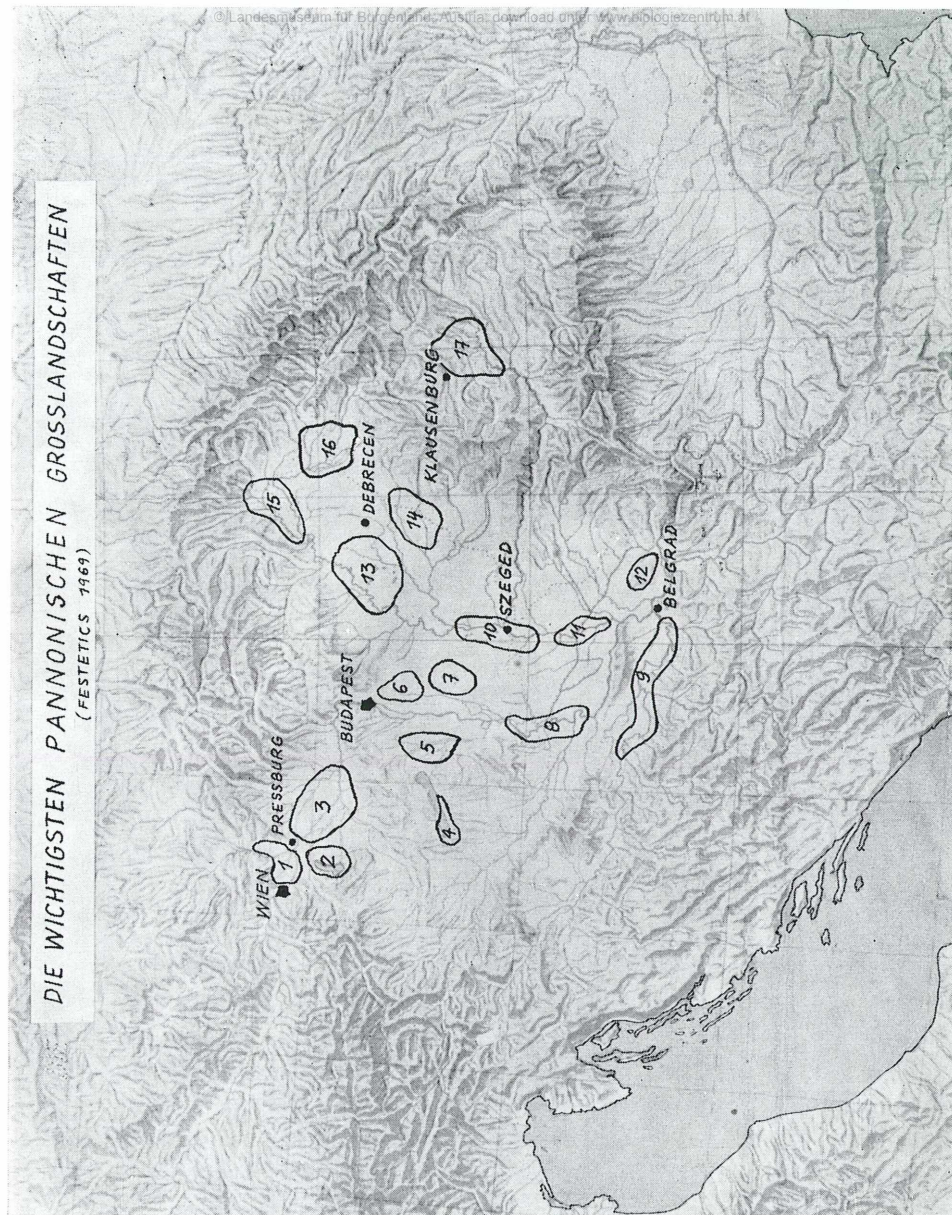 © Landesmuseum für Burgenland, Austria, download unter www.biologiezentrum.at
DIE WICHTIGSTEN PANNONISCHEN GROSSLANDSCHAFTEN
(FESTETICS 1969)
WIEN
PRESSBURG
BUDAPEST
DEBRECEN
KLAUSENBURG
SZEGED
BELGRAD
1
2
3
4
5
6
7
8
9
10
11
12
13
14
15
16
17